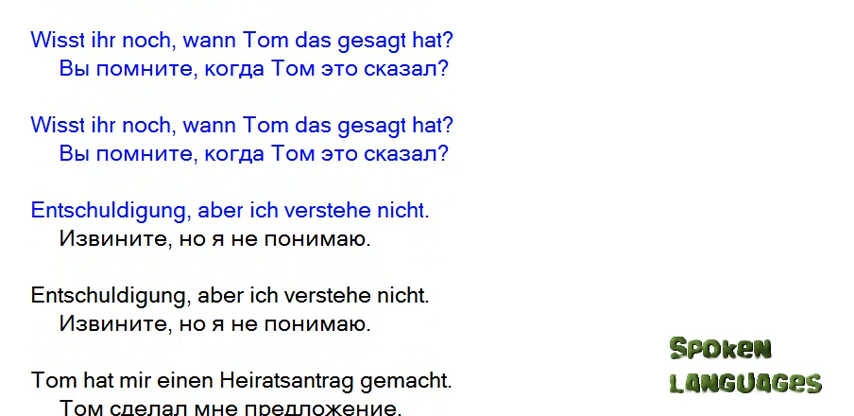 Wisst ihr noch, wann Tom das gesagt hat?
Вы помните, когда Том это сказал?
Wisst ihr noch, wann Tom das gesagt hat?
Вы помните, когда Том это сказал?
Entschuldigung, aber ich verstehe nicht.
Извините, но я не понимаю.
Entschuldigung, aber ich verstehe nicht.
Извините, но я не понимаю.
Tom hat mir einen Heiratsantrag gemacht.
Том сделал мне предложение.
Spoken
Languages